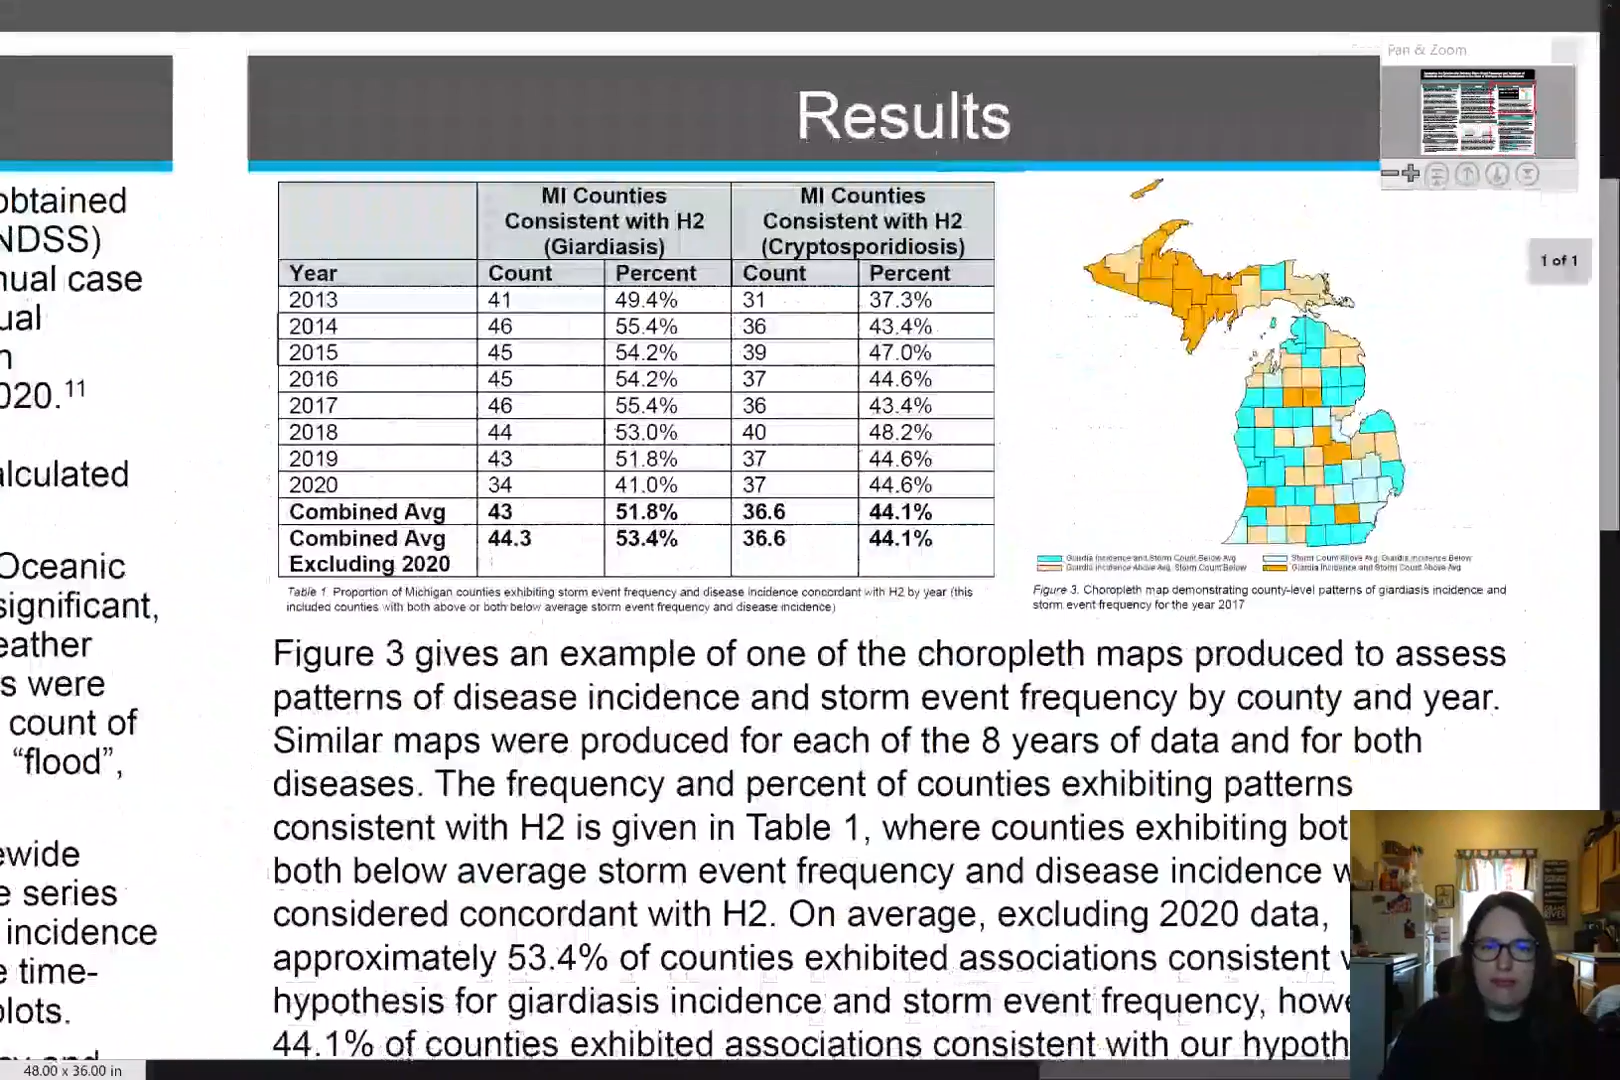 Pan & Zoom
Results
1 of 1
obtained
NDSS)
nual case
ual
n
020.¹¹
alculated
Oceanic
significant,
eather
s were
count of
“flood”,
ewide
e series
incidence
e time-
plots.
MI Counties Consistent with H2 (Giardiasis) MI Counties Consistent with H2 (Cryptosporidiosis)
Year Count Percent Count Percent
2013 41 49.4% 31 37.3%
2014 46 55.4% 36 43.4%
2015 45 54.2% 39 47.0%
2016 45 54.2% 37 44.6%
2017 46 55.4% 36 43.4%
2018 44 53.0% 40 48.2%
2019 43 51.8% 37 44.6%
2020 34 41.0% 37 44.6%
Combined Avg 43 51.8% 36.6 44.1%
Combined Avg Excluding 2020 44.3 53.4% 36.6 44.1%
Table 1. Proportion of Michigan counties exhibiting storm event frequency and disease incidence concordant with H2 by year (this
included counties with both above or both below average storm event frequency and disease incidence)
Giardia Incidence and Storm Count Below Avg
Storm Count Above Avg, Giardia Incidence Below
Giardia Incidence Above Avg, Storm Count Below
Giardia Incidence and Storm Count Above Avg
Figure 3. Choropleth map demonstrating county-level patterns of giardiasis incidence and
storm event frequency for the year 2017
Figure 3 gives an example of one of the choropleth maps produced to assess
patterns of disease incidence and storm event frequency by county and year.
Similar maps were produced for each of the 8 years of data and for both
diseases. The frequency and percent of counties exhibiting patterns
consistent with H2 is given in Table 1, where counties exhibiting bot
both below average storm event frequency and disease incidence w
considered concordant with H2. On average, excluding 2020 data,
approximately 53.4% of counties exhibited associations consistent
hypothesis for giardiasis incidence and storm event frequency, howe
44.1% of counties exhibited associations consistent with our hypoth
48.00 x 36.00 in